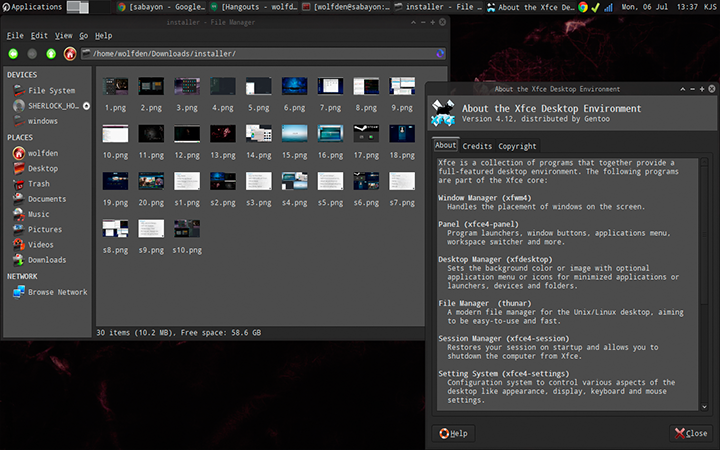 Applications
[sabayon) - Google...
[Hangouts - wolfd...
[wolfden@sabayon:...
installer - File ...
About the Xfce De...
Mon, 06 Jul 13:37 KJS
installer - File Manager
File Edit View Go Help
/home/wolfden/Downloads/installer/
DEVICES
File System
SHERLOCK_HO...
windows
PLACES
wolfden
Desktop
Trash
Documents
Music
Pictures
Videos
Downloads
NETWORK
Browse Network
1.png 2.png 3.png 4.png 5.png 6.png 7.png 8.png 9.png
10.png 11.png 12.png 13.png 14.png 15.png 16.png 17.png 18.png
19.png 20.png s1.png s2.png s3.png s4.png s5.png s6.png s7.png
s8.png s9.png s10.png
30 items (10.2 MB), Free space: 58.6 GB
About the Xfce Desktop Environment
About the Xfce Desktop Environment
Version 4.12, distributed by Gentoo
About Credits Copyright
Xfce is a collection of programs that together provide a
full-featured desktop environment. The following programs
are part of the Xfce core:
Window Manager (xfwm4)
Handles the placement of windows on the screen.
Panel (xfce4-panel)
Program launchers, window buttons, applications menu,
workspace switcher and more.
Desktop Manager (xfdesktop)
Sets the background color or image with optional
application menu or icons for minimized applications or
launchers, devices and folders.
File Manager (thunar)
A modern file manager for the Unix/Linux desktop, aiming
to be easy-to-use and fast.
Session Manager (xfce4-session)
Restores your session on startup and allows you to
shutdown the computer from Xfce.
Setting System (xfce4-settings)
Configuration system to control various aspects of the
desktop like appearance, display, keyboard and mouse
settings.
Help
Close